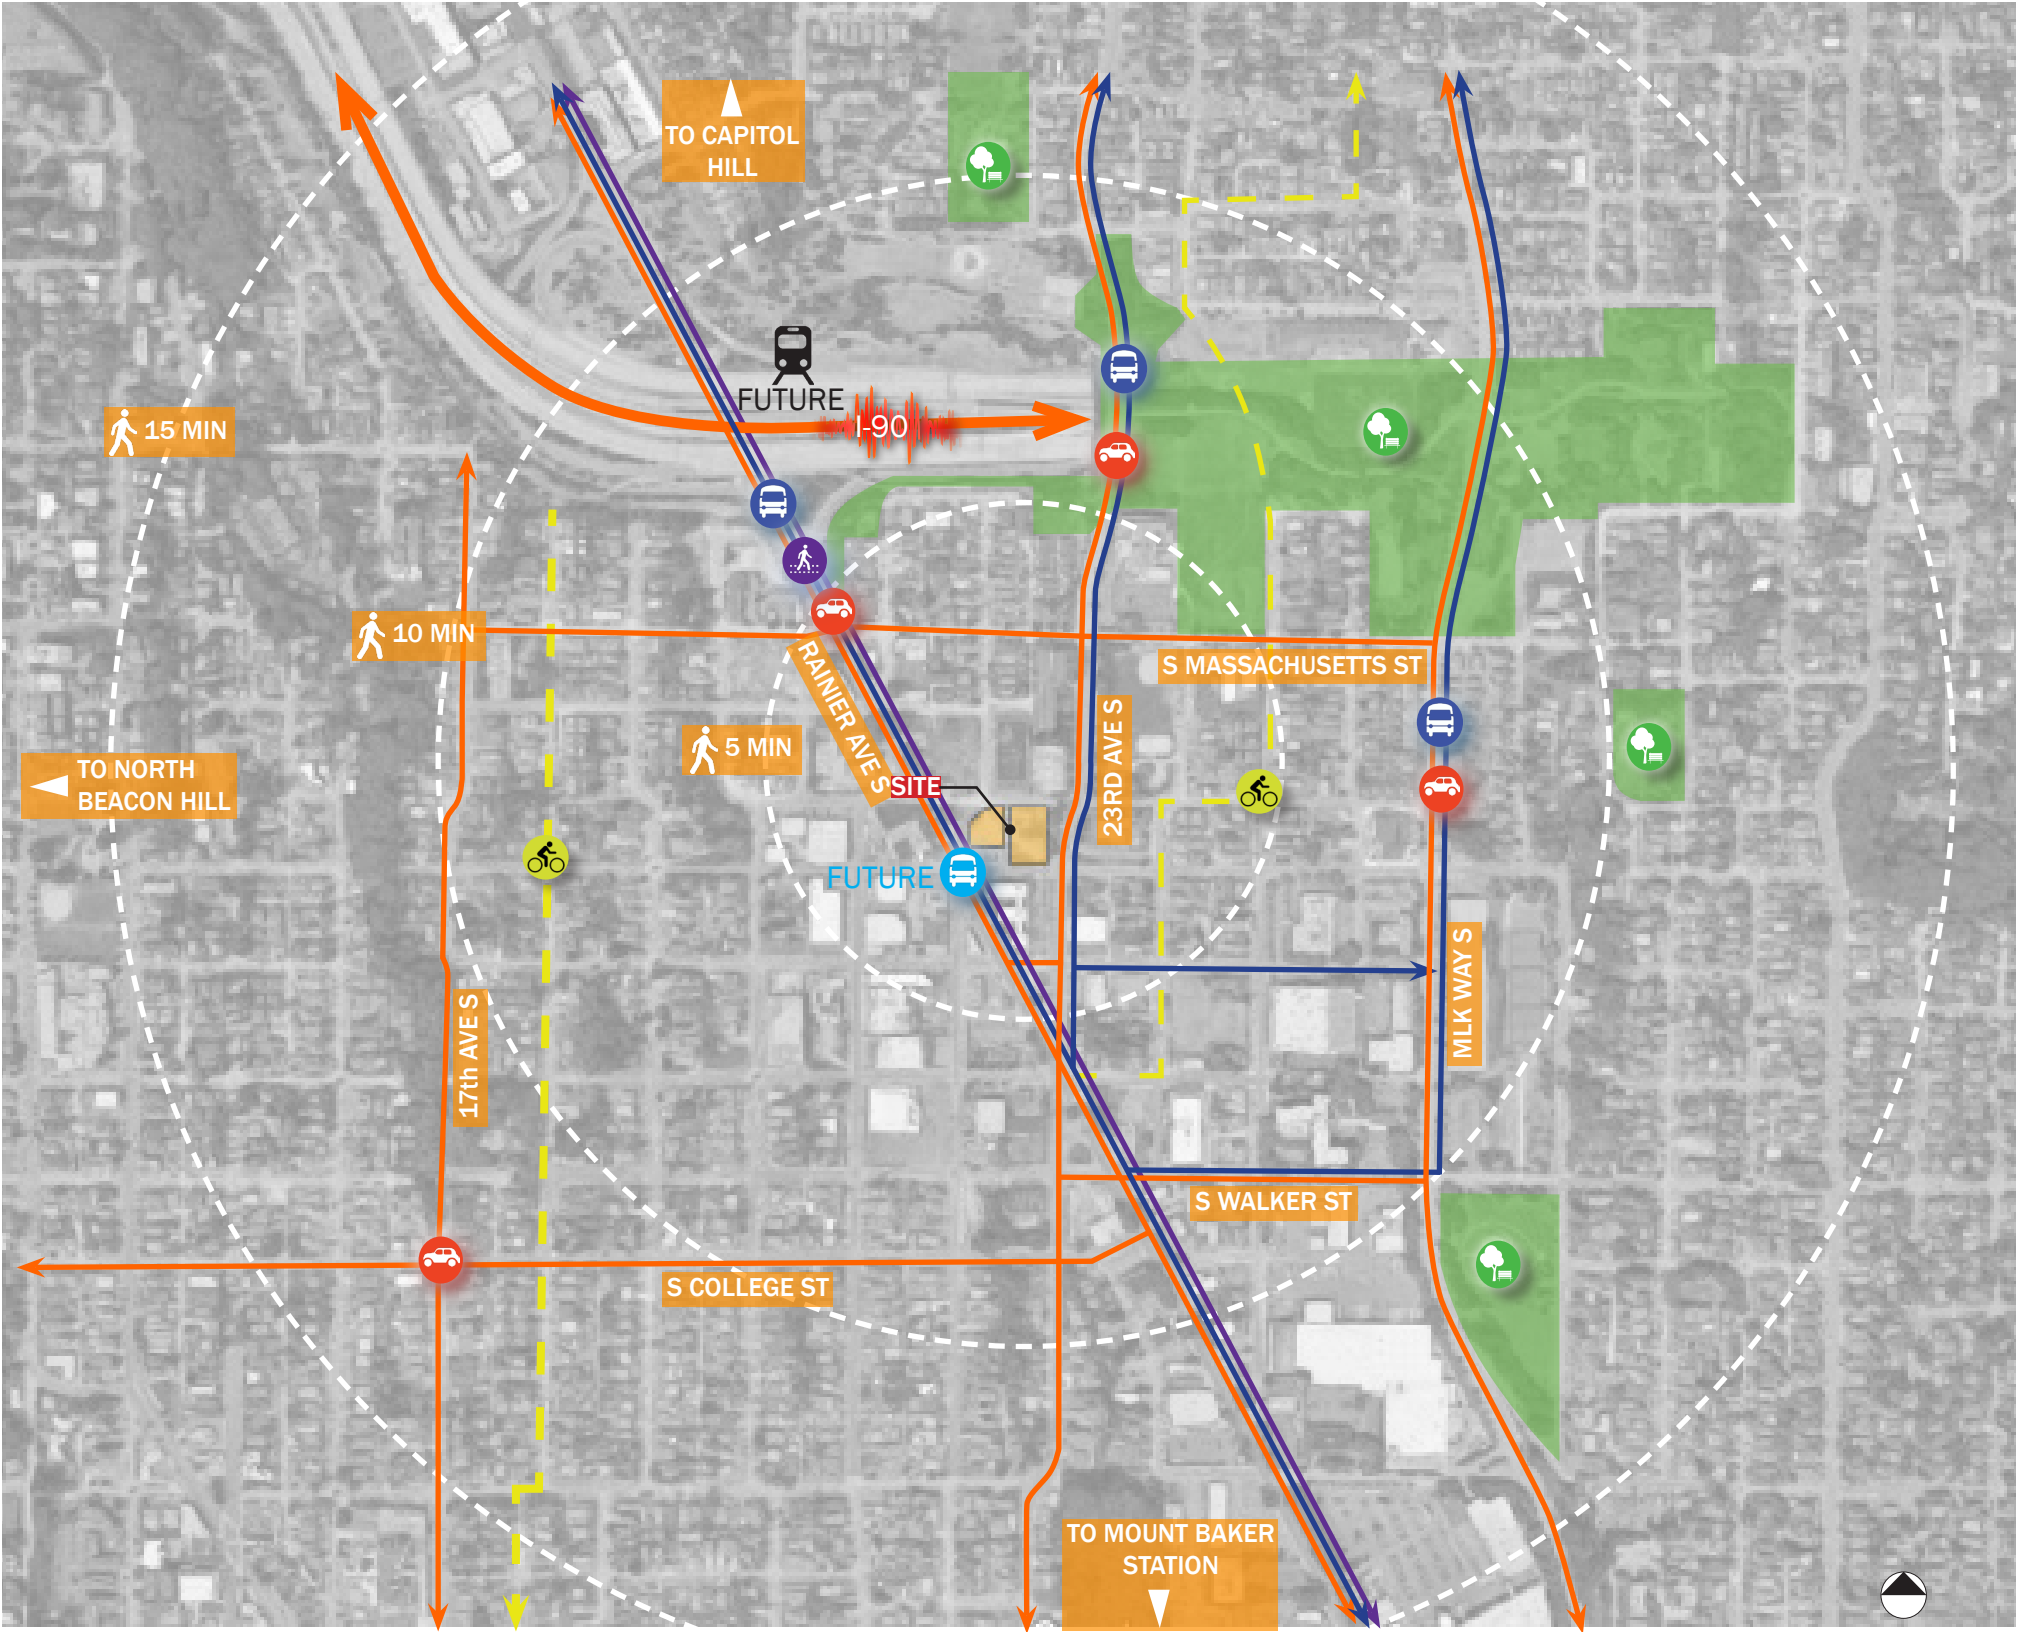 TO CAPITOL
HILL
FUTURE
I-90
15 MIN
10 MIN
S MASSACHUSETTS ST
RAINIER AVE S
5 MIN
23RD AVE S
TO NORTH
BEACON HILL
SITE
FUTURE
MLK WAY S
17th AVE S
S WALKER ST
S COLLEGE ST
TO MOUNT BAKER
STATION